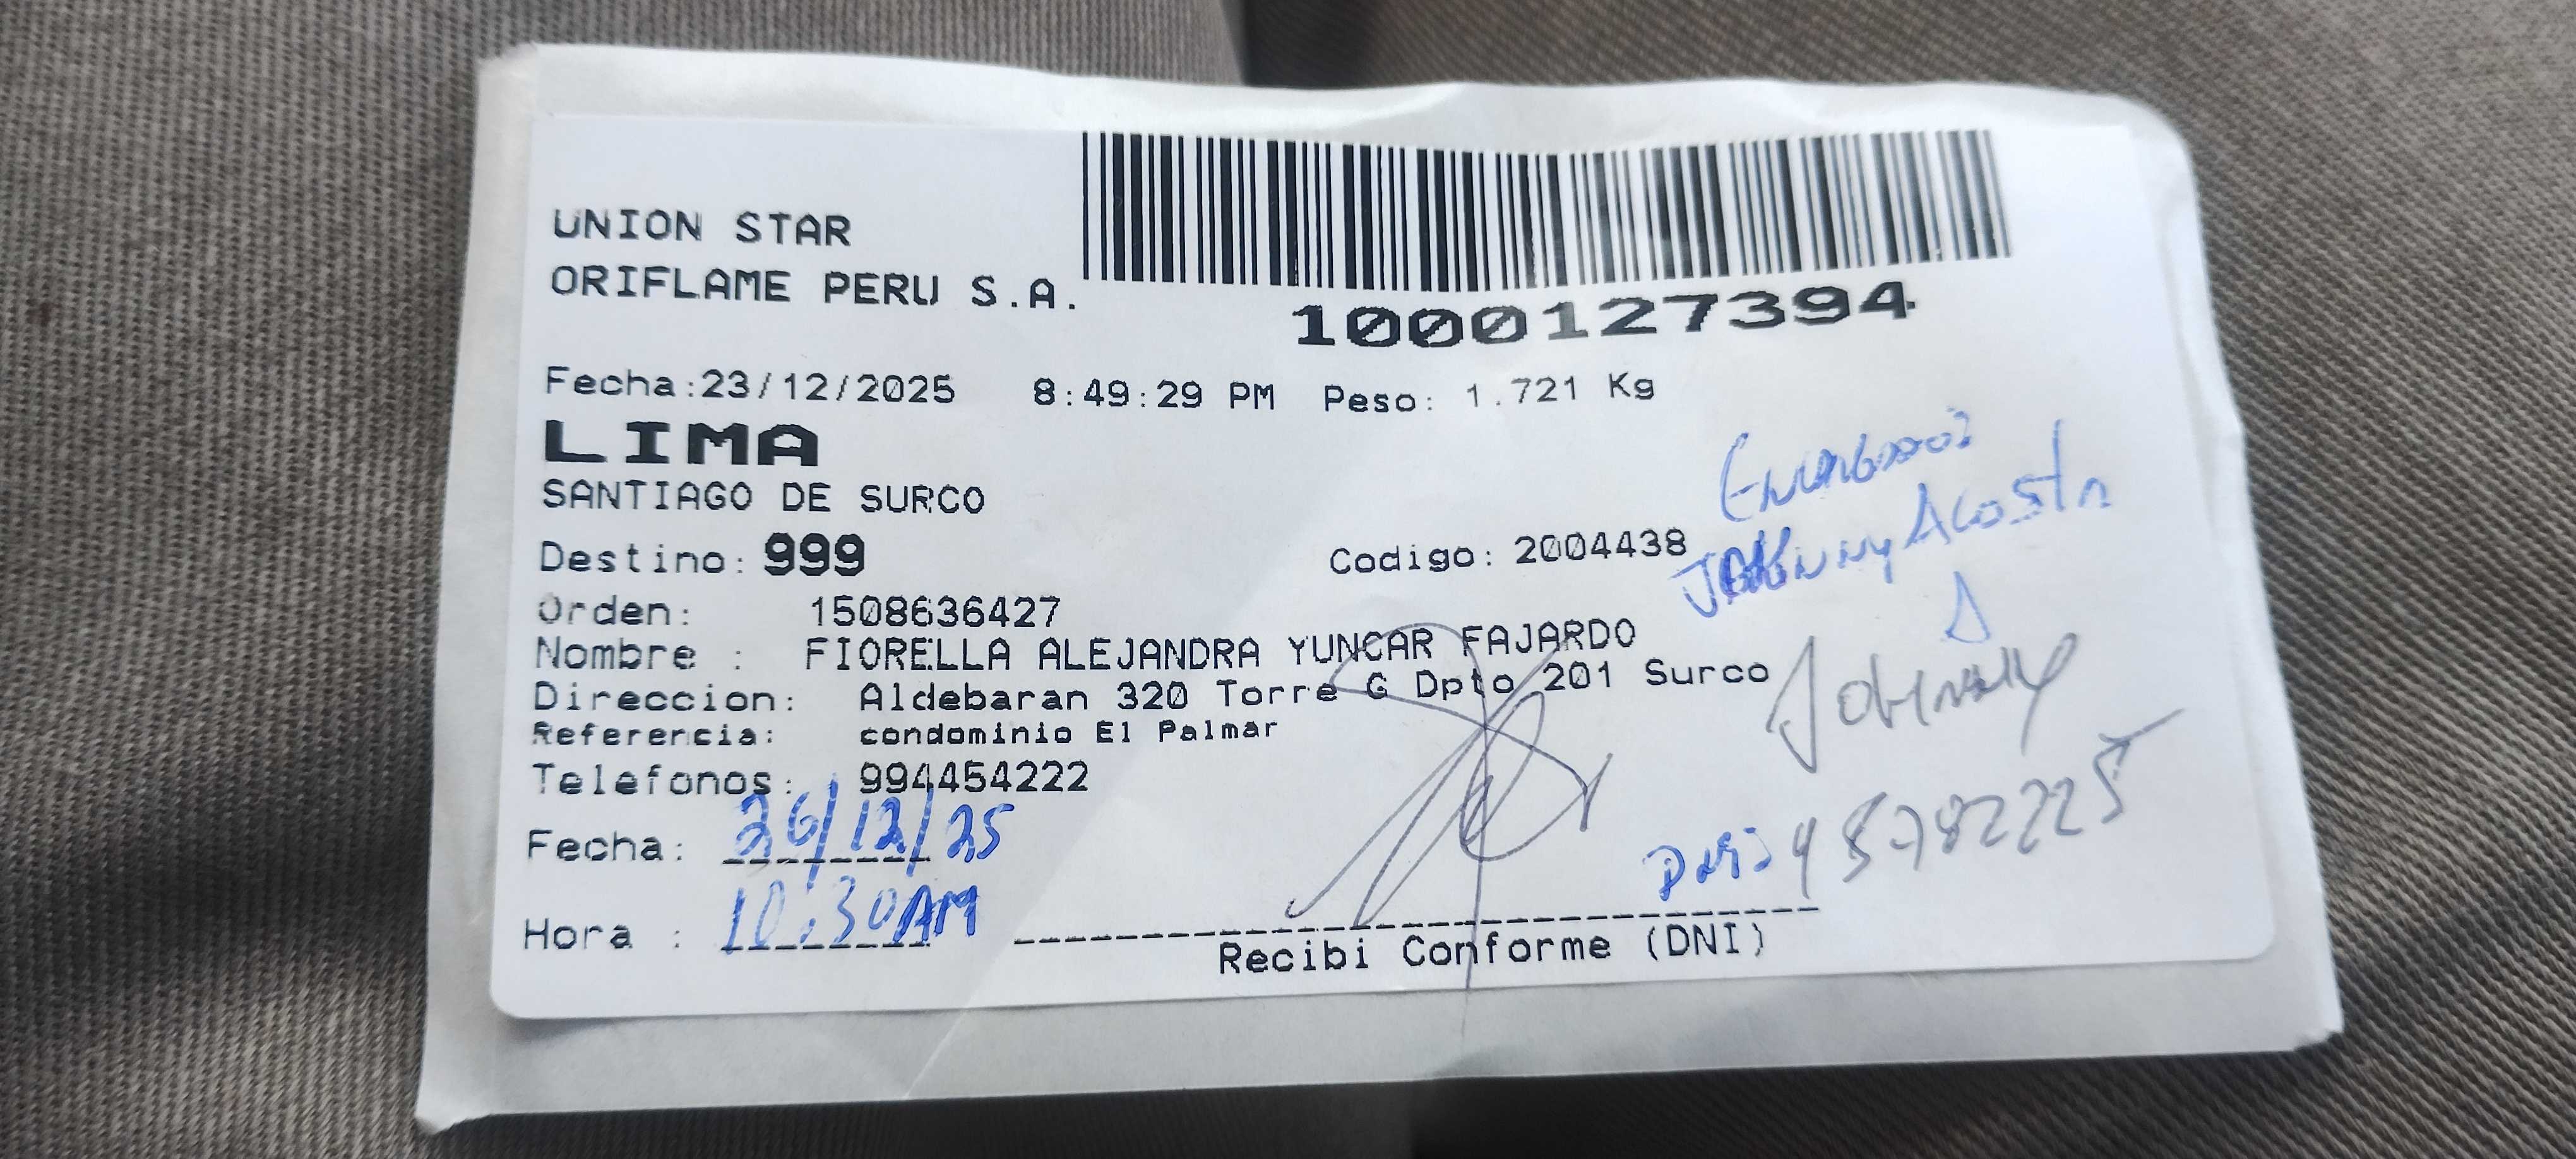 UNION STAR
ORIFLAME PERU S.A.
1000127394
Fecha:23/12/2025 8:49:29 PM Peso: 1.721 Kg
LIMA
SANTIAGO DE SURCO
Destino: 999
Codigo: 2004438
Orden: 1508636427
Nombre : FIORELLA ALEJANDRA YUNCAR FAJARDO
Direccion: Aldebaran 320 Torre G Dpto 201 Surco
Referencia: condominio El Palmar
Telefonos: 994454222
Fecha: 26/12/25
Hora : 10:30AM
Recibi Conforme (DNI)
Acosta